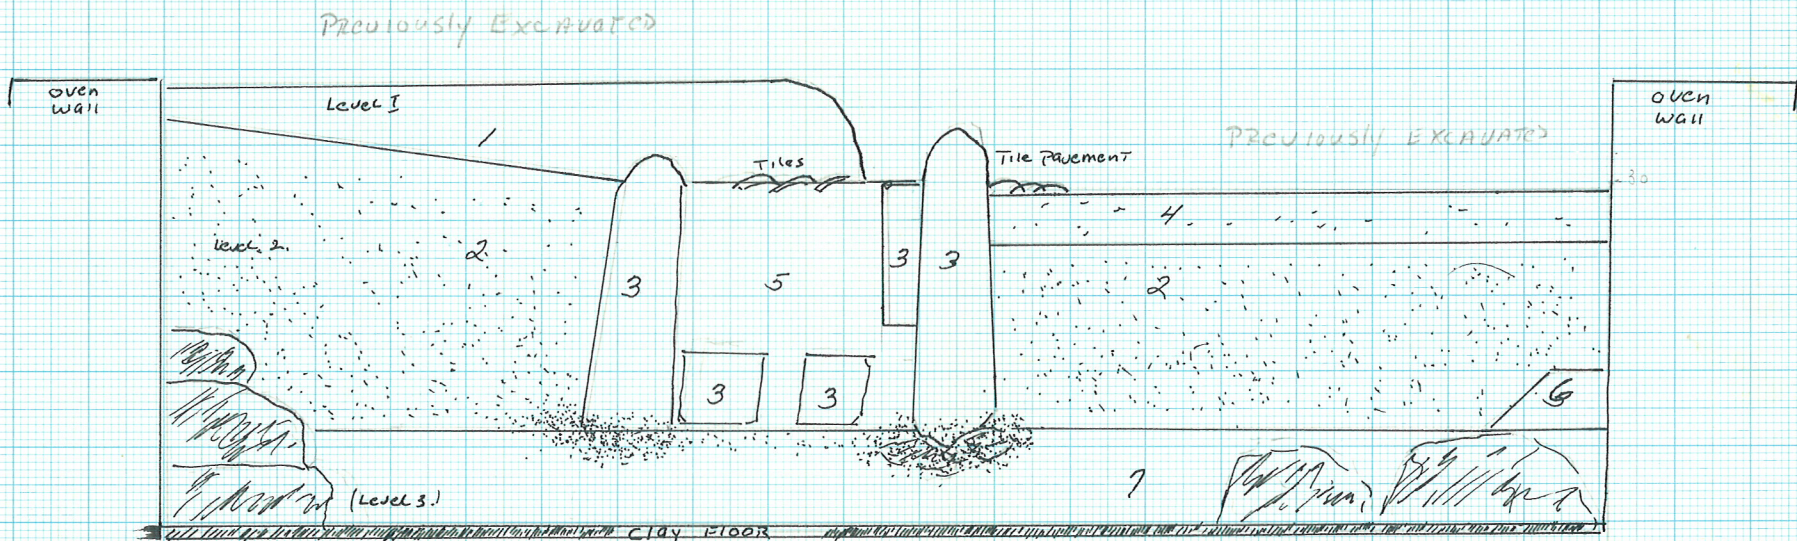 PREVIOUSLY EXCAVATED
oven
wall
oven
wall
Level I
1
PREVIOUSLY EXCAVATED
Tiles
Tile Pavement
30
4
Level. 2.
2.
3
5
3
3
2
3
3
6
7
(Level 3.)
Clay FLOOR